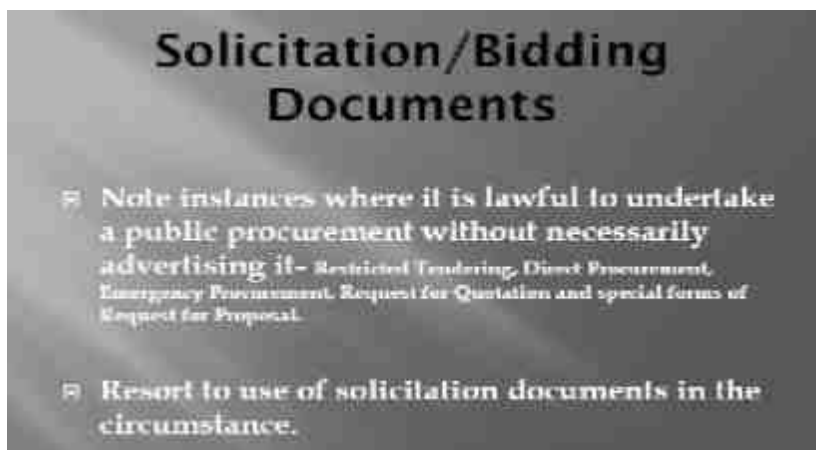 Solicitation/Bidding
Documents
Note instances where it is lawful to undertake
a public procurement without necessarily
advertising it- Restricted Tendering, Direct Procurement,
Emergency Procurement, Request for Quotation and special forms of
Request for Proposal.
Resort to use of solicitation documents in the
circumstance.